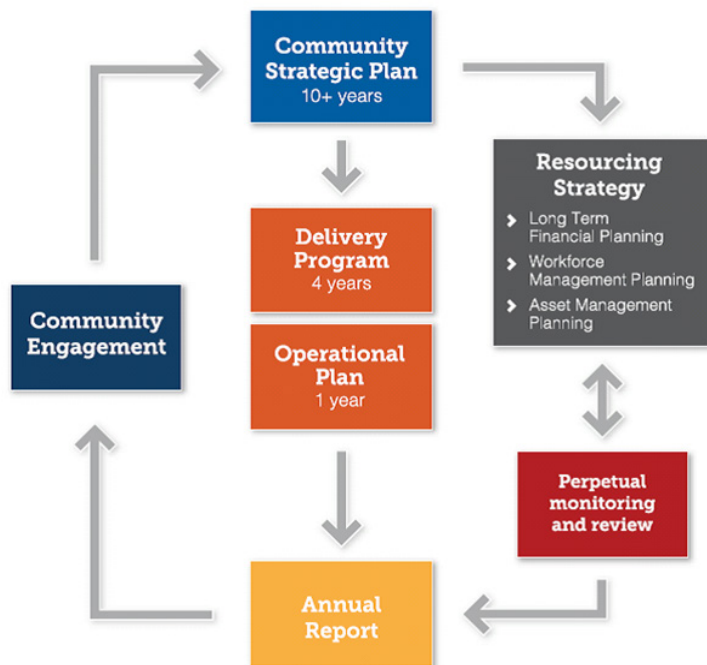 Community
Strategic Plan
10+ years
Resourcing
Strategy
Long Term
Financial Planning
Workforce
Management Planning
Asset Management
Planning
Delivery
Program
4 years
Community
Engagement
Operational
Plan
1 year
Perpetual
monitoring
and review
Annual
Report